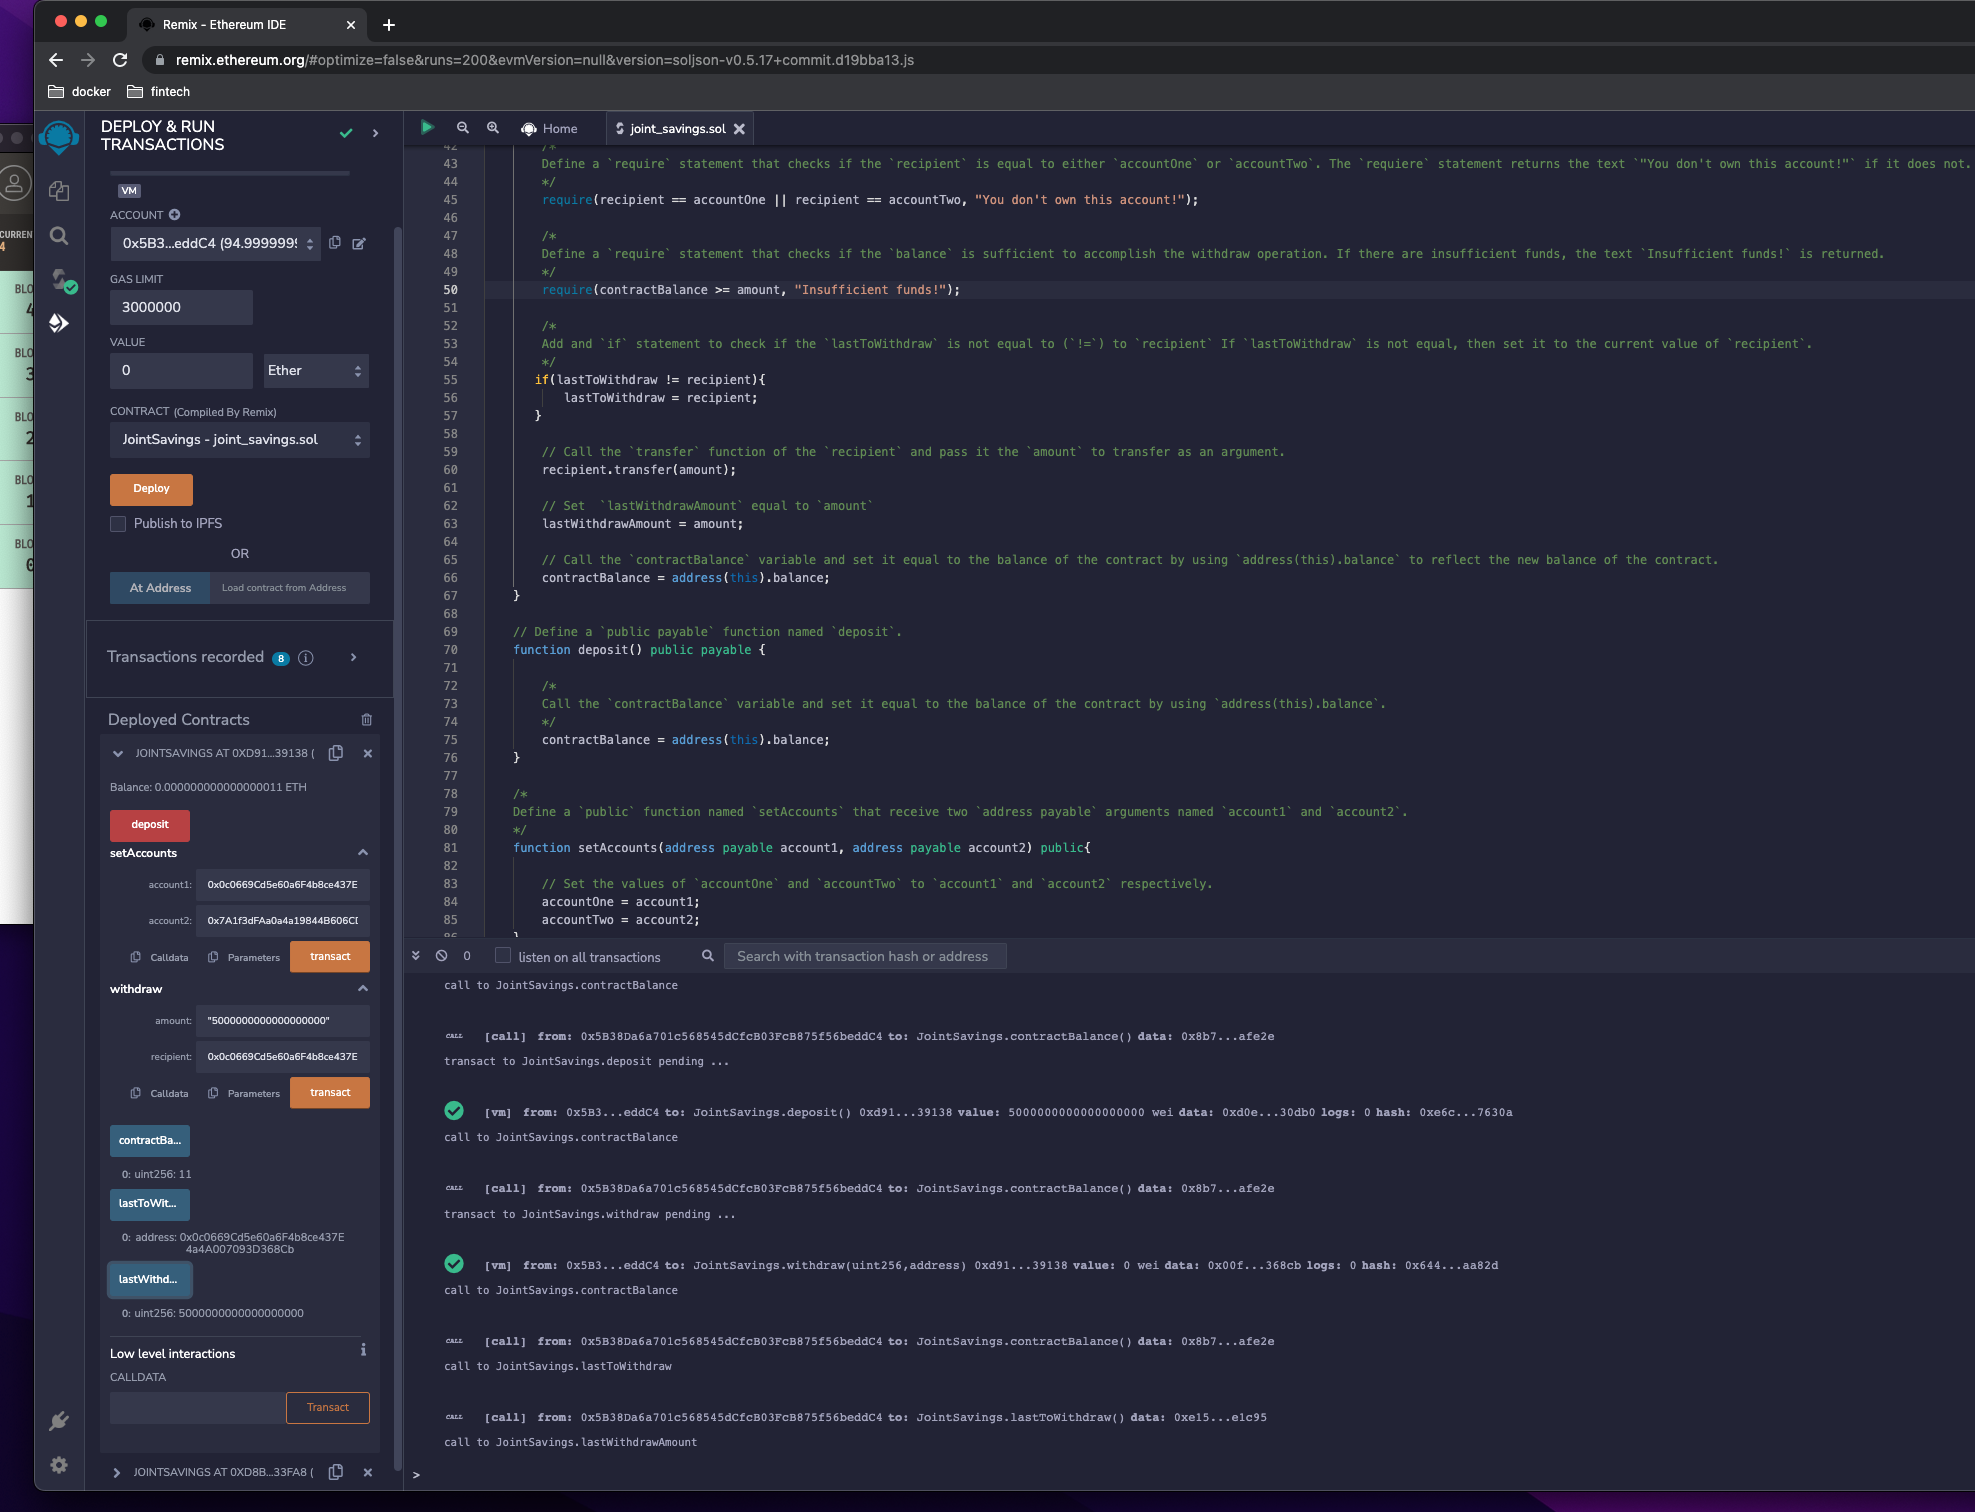 Remix - Ethereum IDE
remix.ethereum.org/#optimize=false&runs=200&evmVersion=null&version=soljson-v0.5.17+commit.d19bba13.js
docker fintech
DEPLOY & RUN
TRANSACTIONS
VM
ACCOUNT
0x5B3...eddC4 (94.9999999
GAS LIMIT
3000000
VALUE
0 Ether
CONTRACT (Compiled By Remix)
JointSavings - joint_savings.sol
Deploy
Publish to IPFS
OR
At Address Load contract from Address
Transactions recorded 8 i
Deployed Contracts
JOINTSAVINGS AT 0XD91...39138 (
Balance: 0.000000000000000011 ETH
deposit
setAccounts
account1: 0x0c0669Cd5e60a6F4b8ce437E
account2: 0x7A1f3dFAa0a4a19844B606CD
Calldata Parameters transact
withdraw
amount: "5000000000000000000"
recipient: 0x0c0669Cd5e60a6F4b8ce437E
Calldata Parameters transact
contractBa...
0: uint256: 11
lastToWit...
0: address: 0x0c0669Cd5e60a6F4b8ce437E
4a4A007093D368Cb
lastWithd...
0: uint256: 5000000000000000000
Low level interactions i
CALLDATA
Transact
JOINTSAVINGS AT 0XD8B...33FA8 (
CURREN
4
BLO
4
BLO
3
BLO
2
BLO
1
BLO
0
Home joint_savings.sol
42 /*
43 Define a `require` statement that checks if the `recipient` is equal to either `accountOne` or `accountTwo`. The `requiere` statement returns the text `"You don't own this account!"` if it does not.
44 */
45 require(recipient == accountOne || recipient == accountTwo, "You don't own this account!");
46
47 /*
48 Define a `require` statement that checks if the `balance` is sufficient to accomplish the withdraw operation. If there are insufficient funds, the text `Insufficient funds!` is returned.
49 */
50 require(contractBalance >= amount, "Insufficient funds!");
51
52 /*
53 Add and `if` statement to check if the `lastToWithdraw` is not equal to (`!=`) to `recipient` If `lastToWithdraw` is not equal, then set it to the current value of `recipient`.
54 */
55 if(lastToWithdraw != recipient){
56 lastToWithdraw = recipient;
57 }
58
59 // Call the `transfer` function of the `recipient` and pass it the `amount` to transfer as an argument.
60 recipient.transfer(amount);
61
62 // Set  `lastWithdrawAmount` equal to `amount`
63 lastWithdrawAmount = amount;
64
65 // Call the `contractBalance` variable and set it equal to the balance of the contract by using `address(this).balance` to reflect the new balance of the contract.
66 contractBalance = address(this).balance;
67 }
68
69 // Define a `public payable` function named `deposit`.
70 function deposit() public payable {
71
72 /*
73 Call the `contractBalance` variable and set it equal to the balance of the contract by using `address(this).balance`.
74 */
75 contractBalance = address(this).balance;
76 }
77
78 /*
79 Define a `public` function named `setAccounts` that receive two `address payable` arguments named `account1` and `account2`.
80 */
81 function setAccounts(address payable account1, address payable account2) public{
82
83 // Set the values of `accountOne` and `accountTwo` to `account1` and `account2` respectively.
84 accountOne = account1;
85 accountTwo = account2;
86 }
0 listen on all transactions Search with transaction hash or address
call to JointSavings.contractBalance
CALL [call] from: 0x5B38Da6a701c568545dCfcB03FcB875f56beddC4 to: JointSavings.contractBalance() data: 0x8b7...afe2e
transact to JointSavings.deposit pending ...
[vm] from: 0x5B3...eddC4 to: JointSavings.deposit() 0xd91...39138 value: 5000000000000000000 wei data: 0xd0e...30db0 logs: 0 hash: 0xe6c...7630a
call to JointSavings.contractBalance
CALL [call] from: 0x5B38Da6a701c568545dCfcB03FcB875f56beddC4 to: JointSavings.contractBalance() data: 0x8b7...afe2e
transact to JointSavings.withdraw pending ...
[vm] from: 0x5B3...eddC4 to: JointSavings.withdraw(uint256,address) 0xd91...39138 value: 0 wei data: 0x00f...368cb logs: 0 hash: 0x644...aa82d
call to JointSavings.contractBalance
CALL [call] from: 0x5B38Da6a701c568545dCfcB03FcB875f56beddC4 to: JointSavings.contractBalance() data: 0x8b7...afe2e
call to JointSavings.lastToWithdraw
CALL [call] from: 0x5B38Da6a701c568545dCfcB03FcB875f56beddC4 to: JointSavings.lastToWithdraw() data: 0xe15...e1c95
call to JointSavings.lastWithdrawAmount
>